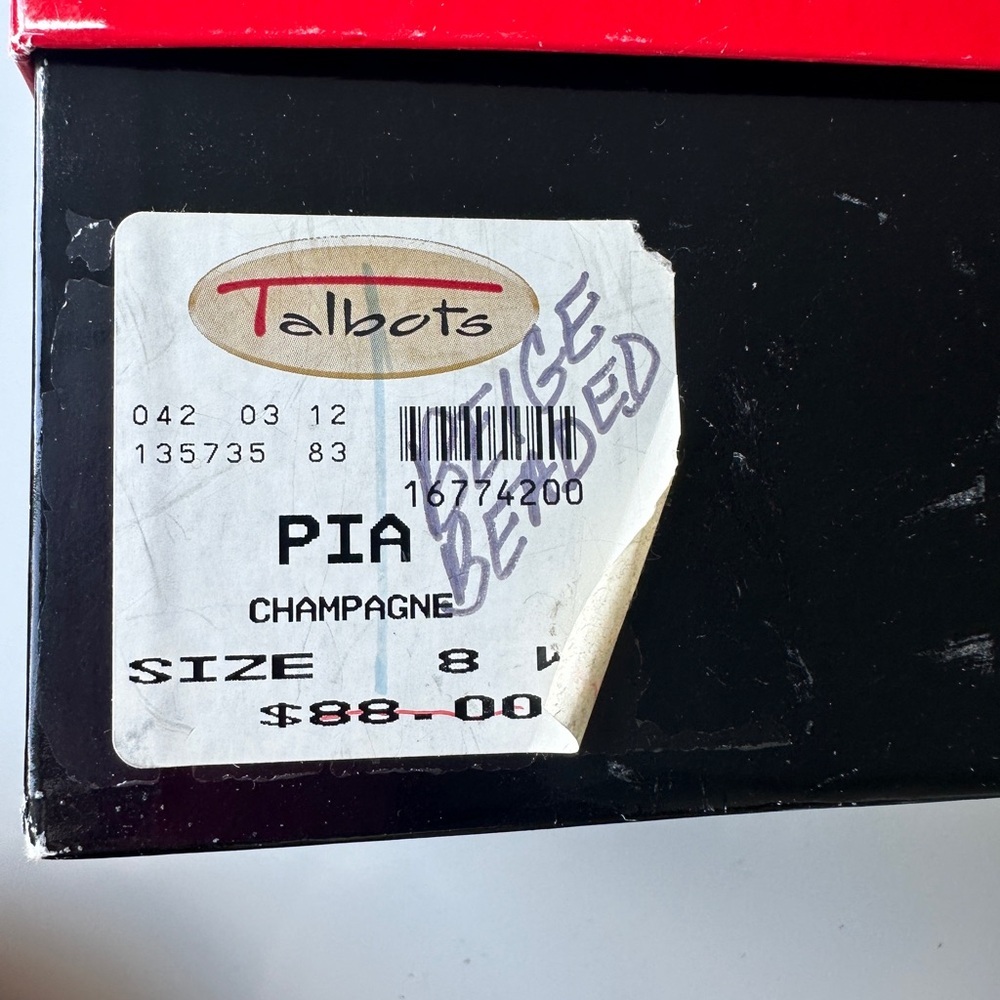 Talbots
042 03 12
135735 83
16774200
BEIGE
BEADED
PIA
CHAMPAGNE
SIZE 8 W
$88.00